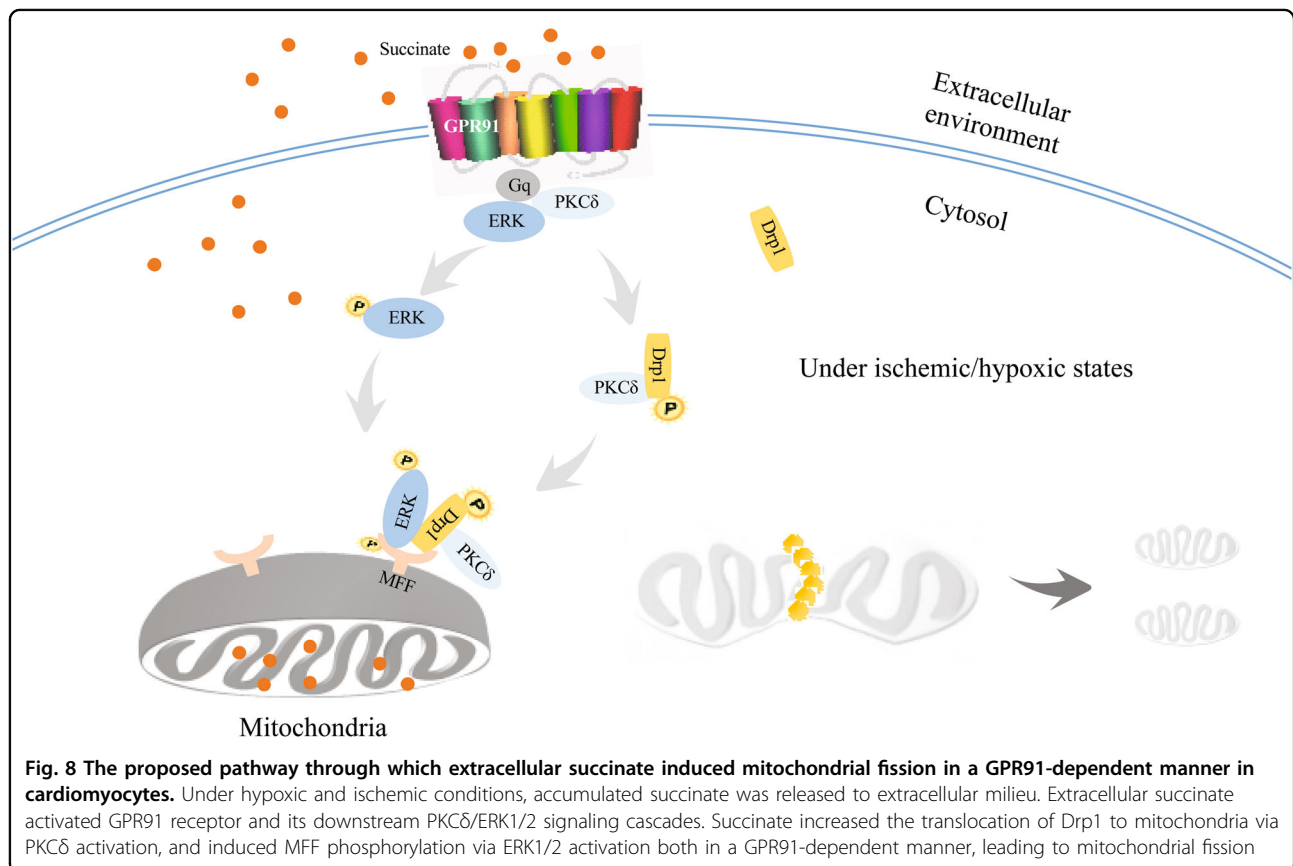 Succinate
Extracellular
environment
GPR91
Gq
PKCδ
ERK
Cytosol
Drp1
P
ERK
Drp1
PKCδ
P
Under ischemic/hypoxic states
P
ERK
Drp1
P
P
PKCδ
MFF
Mitochondria
Fig. 8 The proposed pathway through which extracellular succinate induced mitochondrial fission in a GPR91-dependent manner in
cardiomyocytes. Under hypoxic and ischemic conditions, accumulated succinate was released to extracellular milieu. Extracellular succinate
activated GPR91 receptor and its downstream PKCδ/ERK1/2 signaling cascades. Succinate increased the translocation of Drp1 to mitochondria via
PKCδ activation, and induced MFF phosphorylation via ERK1/2 activation both in a GPR91-dependent manner, leading to mitochondrial fission